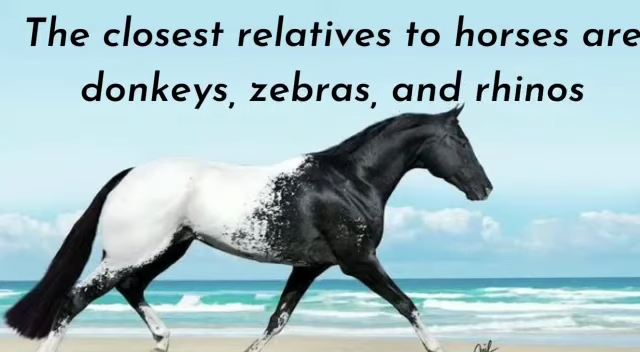 The closest relatives to horses are
donkeys, zebras, and rhinos